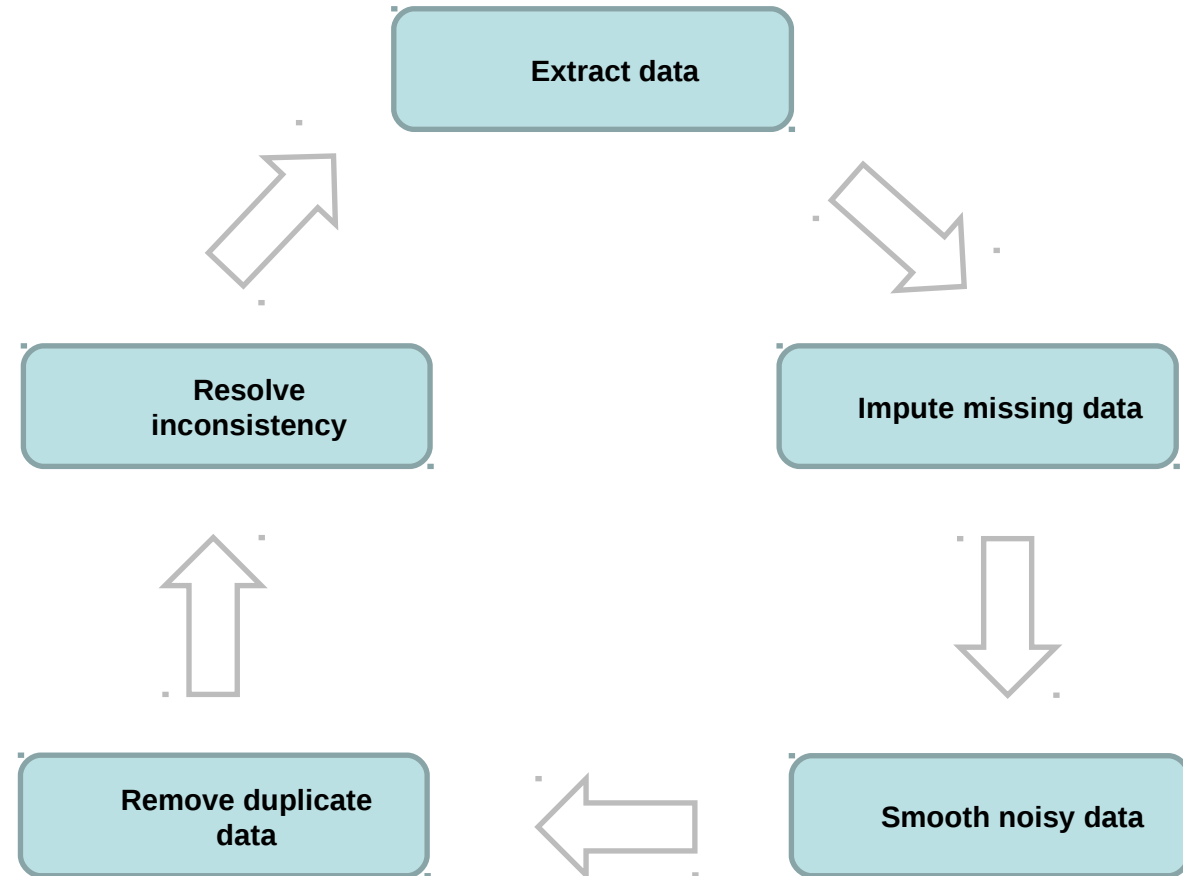 Extract data
Impute missing data
Smooth noisy data
Remove duplicate
data
Resolve
inconsistency